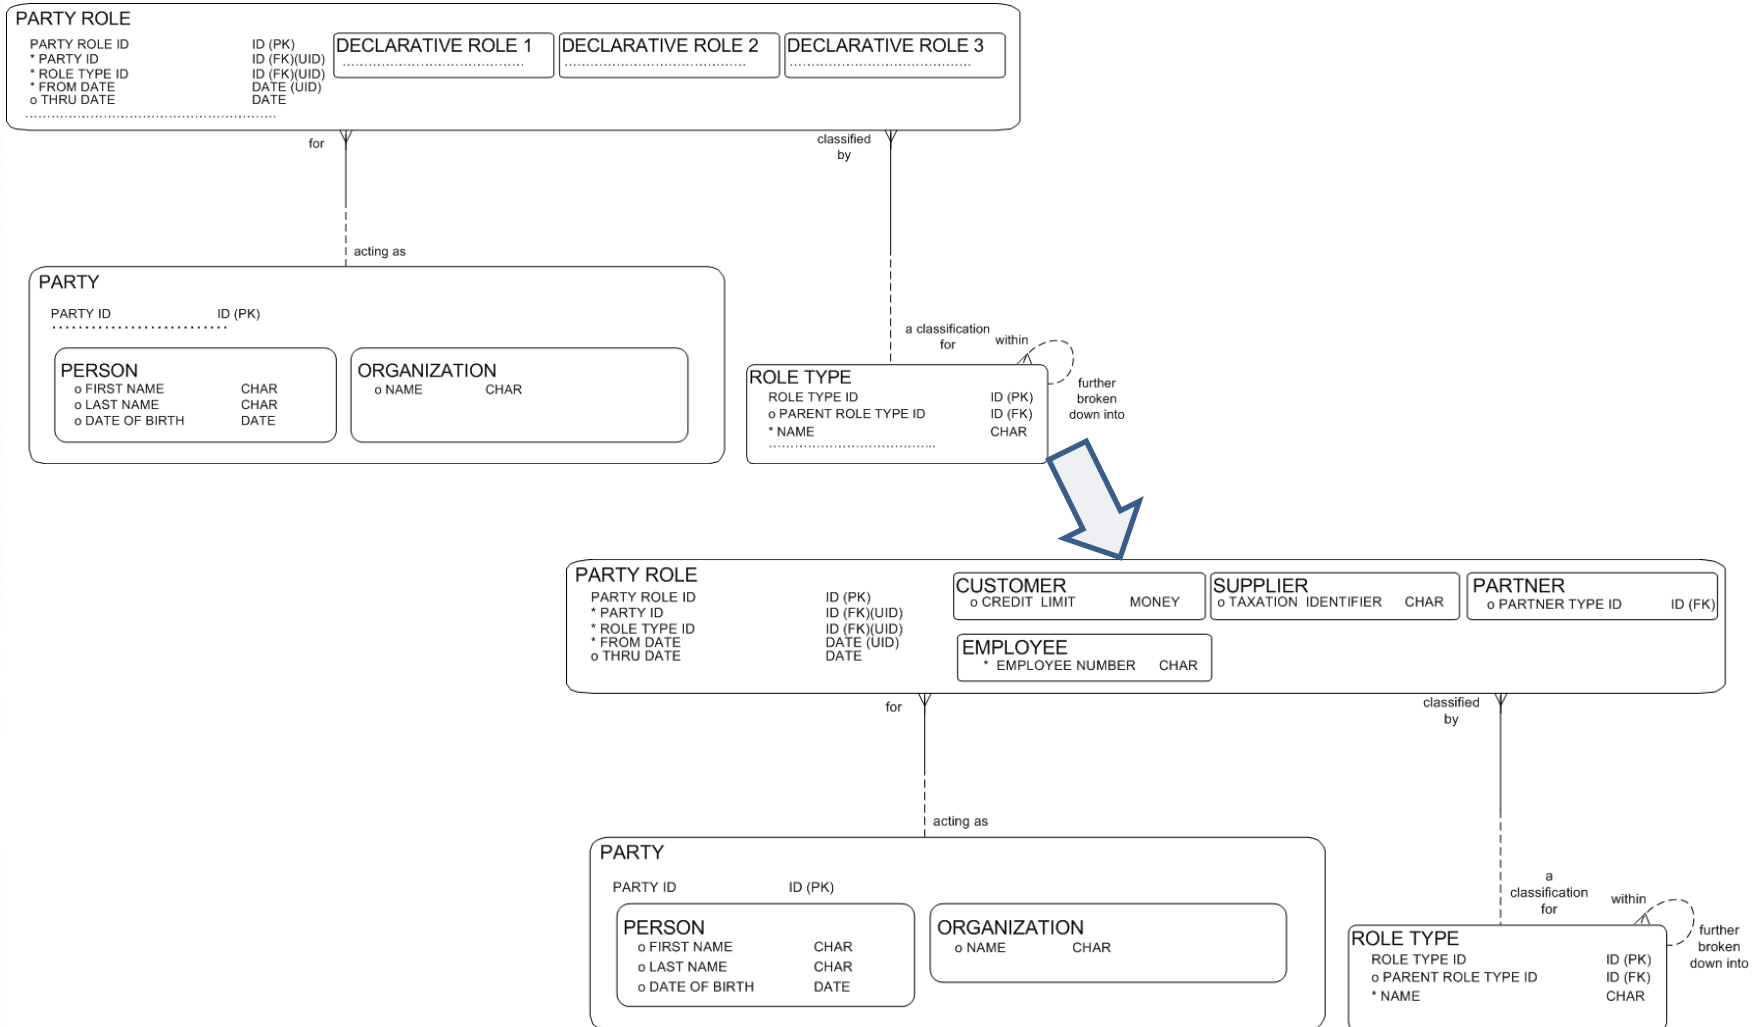 PARTY ROLE
PARTY ROLE ID ID (PK)
* PARTY ID ID (FK)(UID)
* ROLE TYPE ID ID (FK)(UID)
* FROM DATE DATE (UID)
o THRU DATE DATE
DECLARATIVE ROLE 1
DECLARATIVE ROLE 2
DECLARATIVE ROLE 3
for
classified
by
acting as
PARTY
PARTY ID ID (PK)
PERSON
o FIRST NAME CHAR
o LAST NAME CHAR
o DATE OF BIRTH DATE
ORGANIZATION
o NAME CHAR
a classification
for
within
further
broken
down into
ROLE TYPE
ROLE TYPE ID ID (PK)
o PARENT ROLE TYPE ID ID (FK)
* NAME CHAR
PARTY ROLE
PARTY ROLE ID ID (PK)
* PARTY ID ID (FK)(UID)
* ROLE TYPE ID ID (FK)(UID)
* FROM DATE DATE (UID)
o THRU DATE DATE
CUSTOMER
o CREDIT LIMIT MONEY
SUPPLIER
o TAXATION IDENTIFIER CHAR
PARTNER
o PARTNER TYPE ID ID (FK)
EMPLOYEE
* EMPLOYEE NUMBER CHAR
for
classified
by
acting as
PARTY
PARTY ID ID (PK)
PERSON
o FIRST NAME CHAR
o LAST NAME CHAR
o DATE OF BIRTH DATE
ORGANIZATION
o NAME CHAR
a
classification
for
within
further
broken
down into
ROLE TYPE
ROLE TYPE ID ID (PK)
o PARENT ROLE TYPE ID ID (FK)
* NAME CHAR